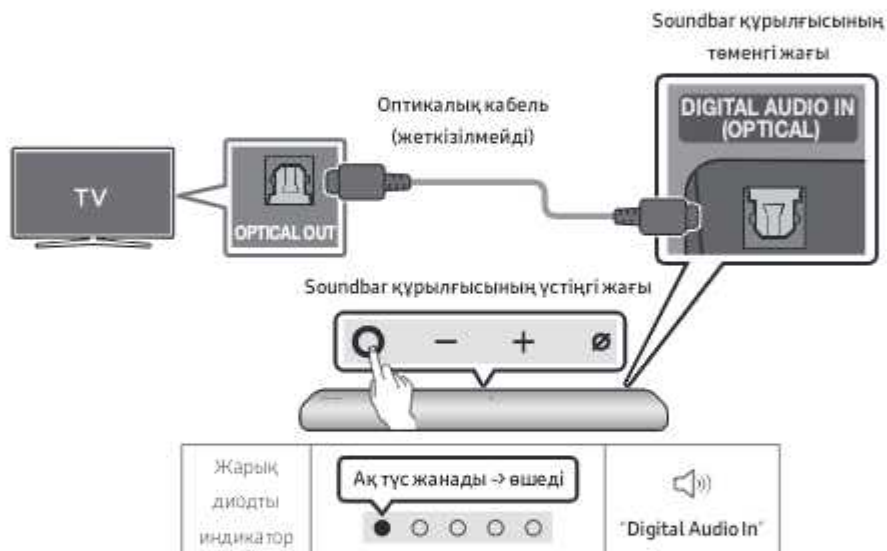 Soundbar құрылғысының
төменгі жағы
Оптикалық кабель
(жеткізілмейді)
DIGITAL AUDIO IN
(OPTICAL)
TV
OPTICAL OUT
Soundbar құрылғысының үстіңгі жағы
Жарық
диодты
индикатор
Ақ түс жанады -> өшеді
"Digital Audio In"